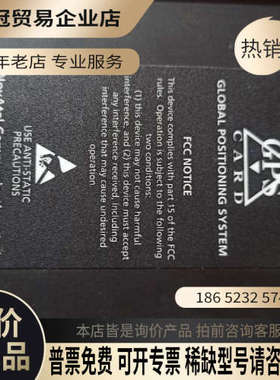 冠贸易企业店
热销
年老店 | 专业服务
GPS
CARD
GLOBAL POSITIONING SYSTEM
FCC NOTICE
This device complies with part 15 of the FCC
rules. Operation is subject to the following
two conditions:
(1) this device may not cause harmful
interference, and (2) this device must accept
any interference received, including
interference that may cause undesired
operation
USE ANTI-STATIC
PRECAUTIONS
价
品
186 5232 574
本店皆是询价产品 拍前咨询客服
普票免费 可开专票 稀缺型号请咨